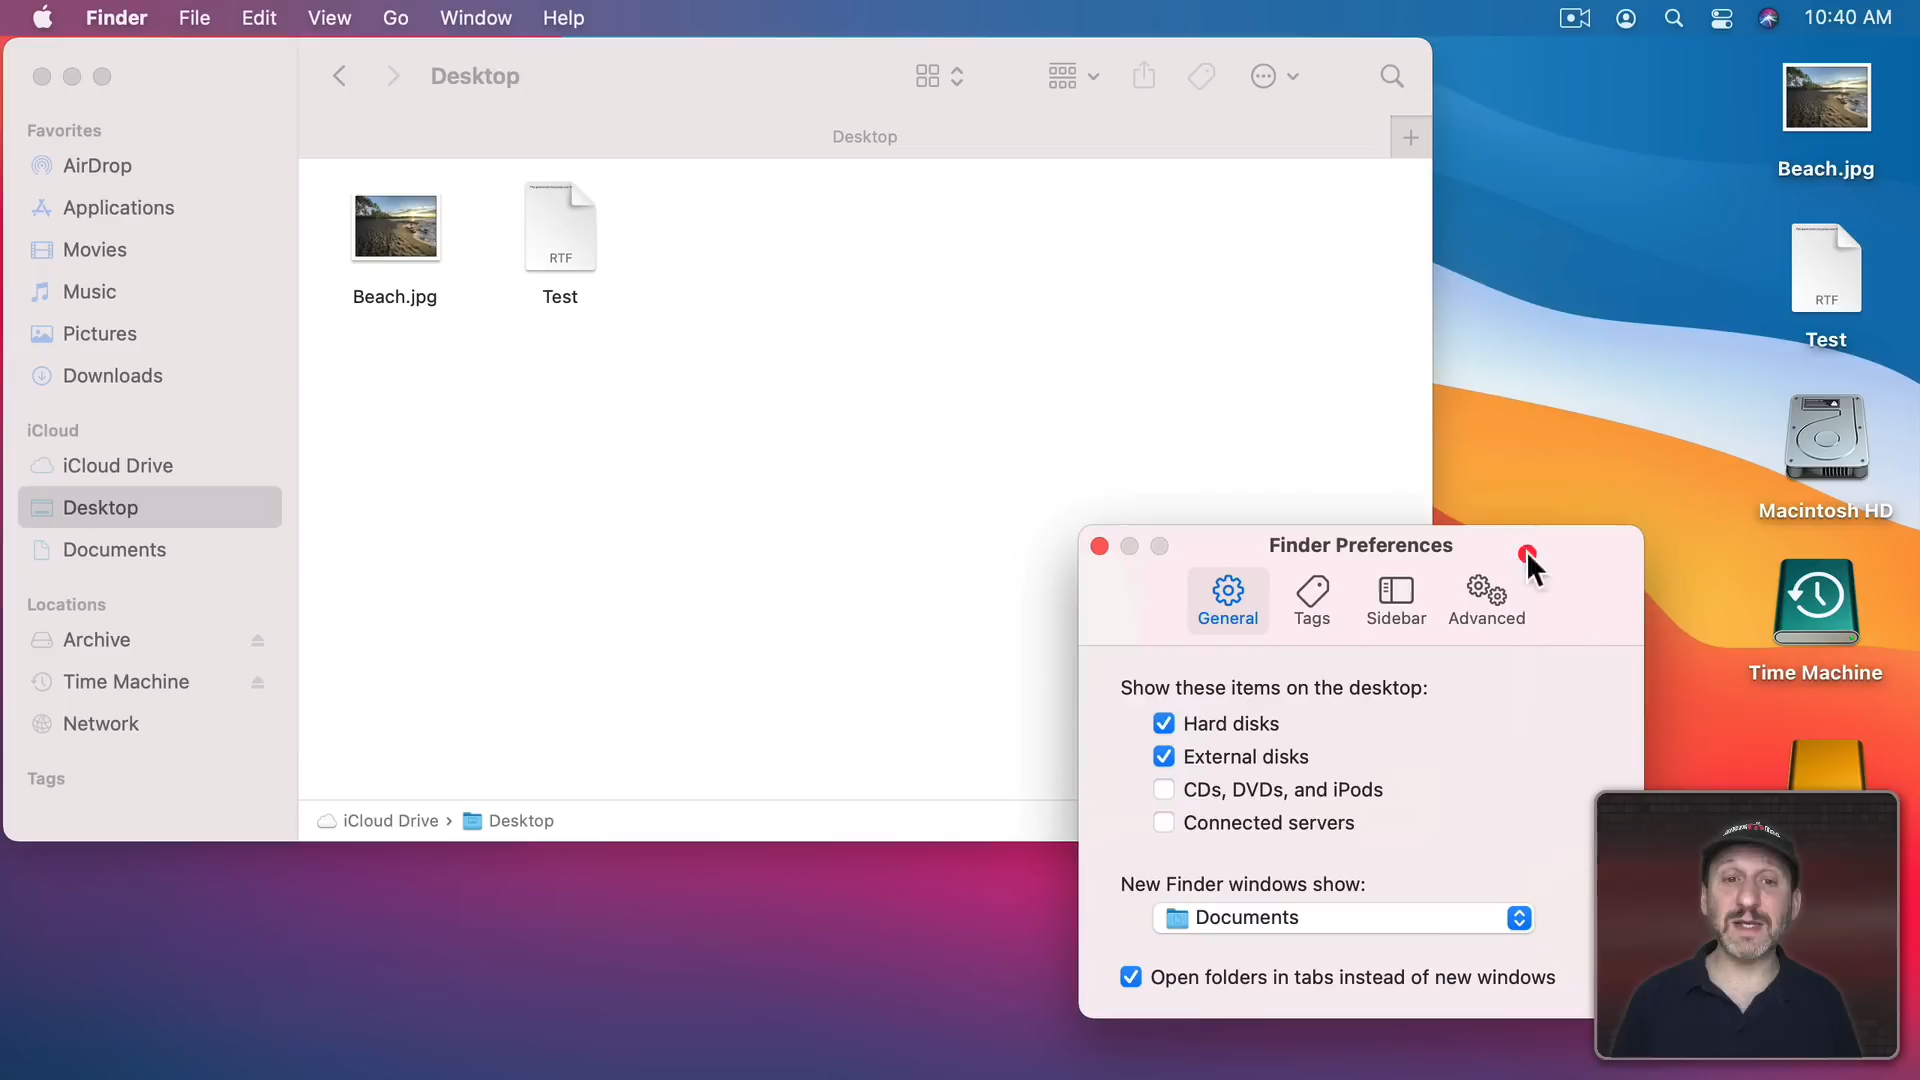 Finder File Edit View Go Window Help 10:40 AM
Desktop
Desktop
Favorites
AirDrop
Applications
Movies
Music
Pictures
Downloads
iCloud
iCloud Drive
Desktop
Documents
Locations
Archive
Time Machine
Network
Tags
RTF
Beach.jpg Test
iCloud Drive › Desktop
Finder Preferences
General Tags Sidebar Advanced
Show these items on the desktop:
Hard disks
External disks
CDs, DVDs, and iPods
Connected servers
New Finder windows show:
Documents
Open folders in tabs instead of new windows
Beach.jpg
RTF
Test
Macintosh HD
Time Machine